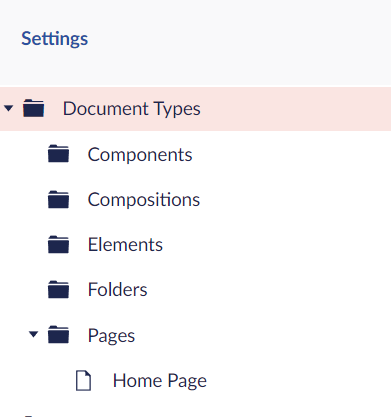 Settings
Document Types
Components
Compositions
Elements
Folders
Pages
Home Page